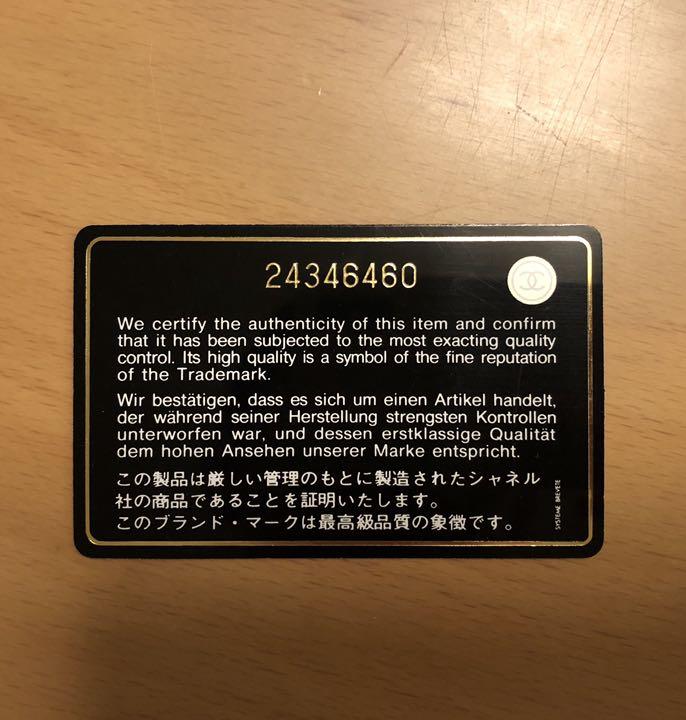 24346460
We certify the authenticity of this item and confirm
that it has been subjected to the most exacting quality
control. Its high quality is a symbol of the fine reputation
of the Trademark.
Wir bestätigen, dass es sich um einen Artikel handelt,
der während seiner Herstellung strengsten Kontrollen
unterworfen war, und dessen erstklassige Qualität
dem hohen Ansehen unserer Marke entspricht.
この製品は厳しい管理のもとに製造されたシャネル
社の商品であることを証明いたします。
このブランド・マークは最高級品質の象徴です。
SYSTEME BREVETE